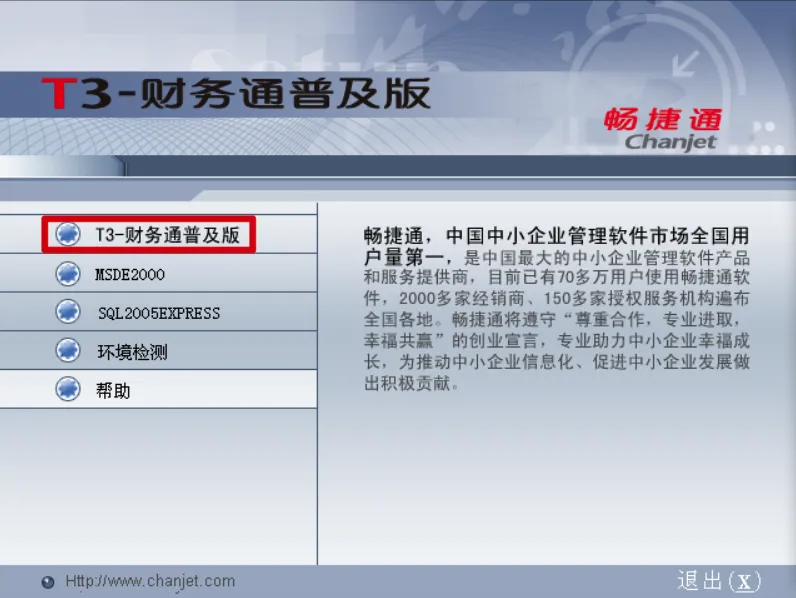 Setup
T3-财务通普及版
畅捷通
Chanjet
T3-财务通普及版
MSDE2000
SQL2005EXPRESS
环境检测
帮助
畅捷通，中国中小企业管理软件市场全国用
户量第一，是中国最大的中小企业管理软件产品
和服务提供商，目前已有70多万用户使用畅捷通软
件，2000多家经销商、150多家授权服务机构遍布
全国各地。畅捷通将遵守“尊重合作，专业进取，
幸福共赢”的创业宣言，专业助力中小企业幸福成
长，为推动中小企业信息化、促进中小企业发展做
出积极贡献。
Http://www.chanjet.com
退出(X)